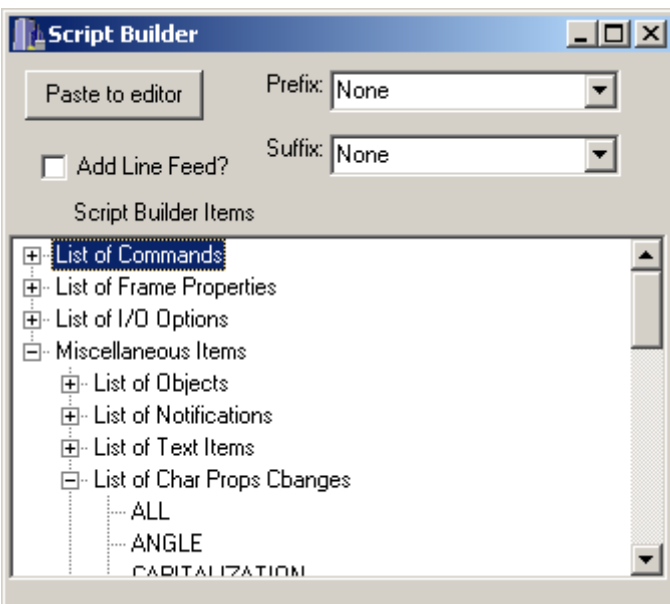 Script Builder
Paste to editor
Prefix: None
Suffix: None
Add Line Feed?
Script Builder Items
List of Commands
List of Frame Properties
List of I/O Options
Miscellaneous Items
List of Objects
List of Notifications
List of Text Items
List of Char Props Cbanges
ALL
ANGLE
CAPITALIZATION